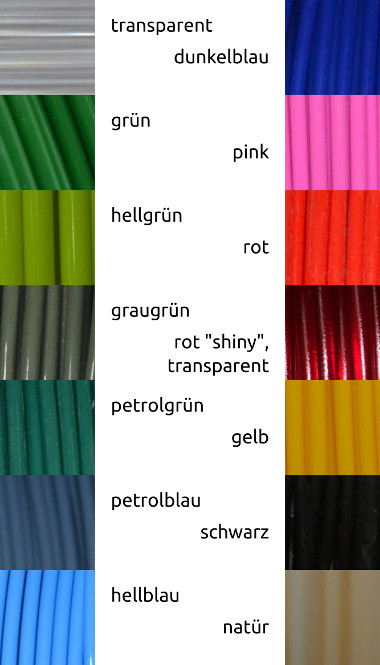 transparent
dunkelblau
grün
pink
hellgrün
rot
graugrün
rot "shiny",
transparent
petrolgrün
gelb
petrolblau
schwarz
hellblau
natür